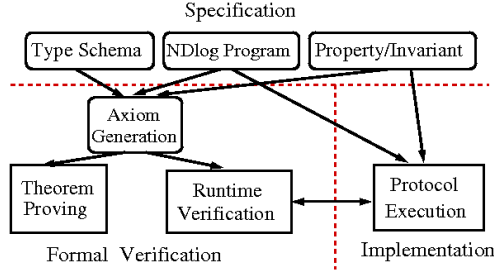 Specification
Type Schema
NDlog Program
Property/Invariant
Axiom
Generation
Theorem
Proving
Runtime
Verification
Protocol
Execution
Formal Verification
Implementation